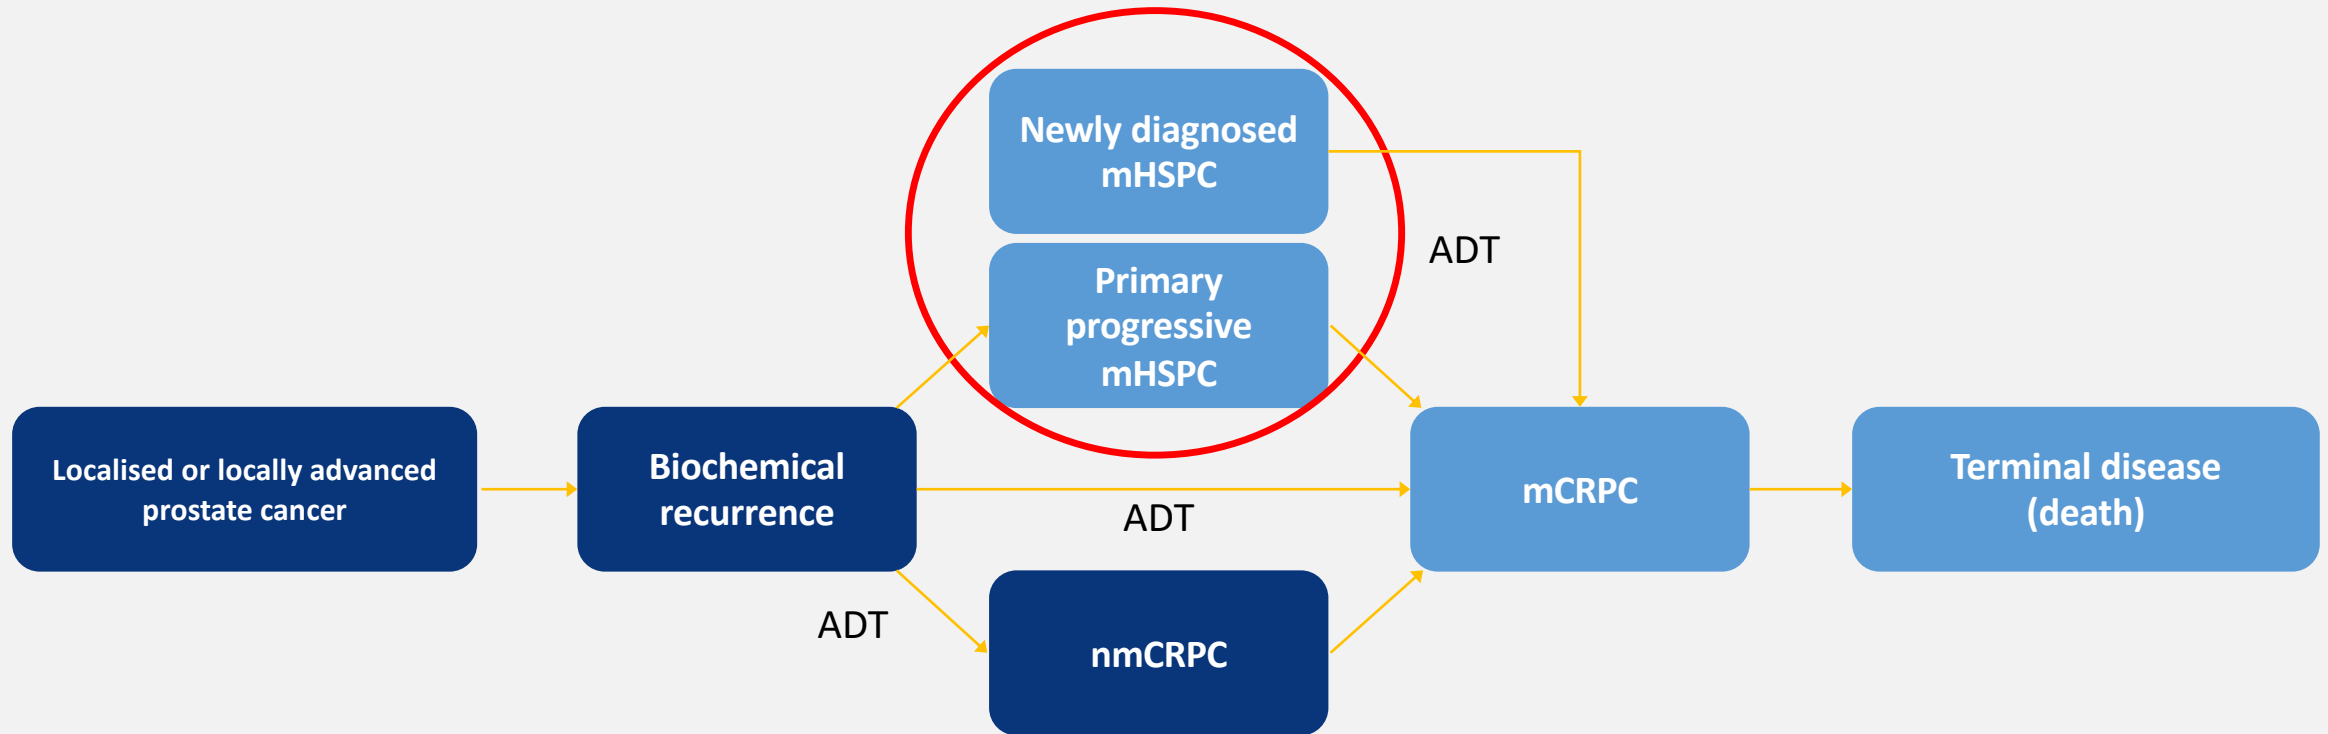 Newly diagnosed
mHSPC
ADT
Primary
progressive
mHSPC
Localised or locally advanced
prostate cancer
Biochemical
recurrence
mCRPC
Terminal disease
(death)
ADT
ADT
nmCRPC